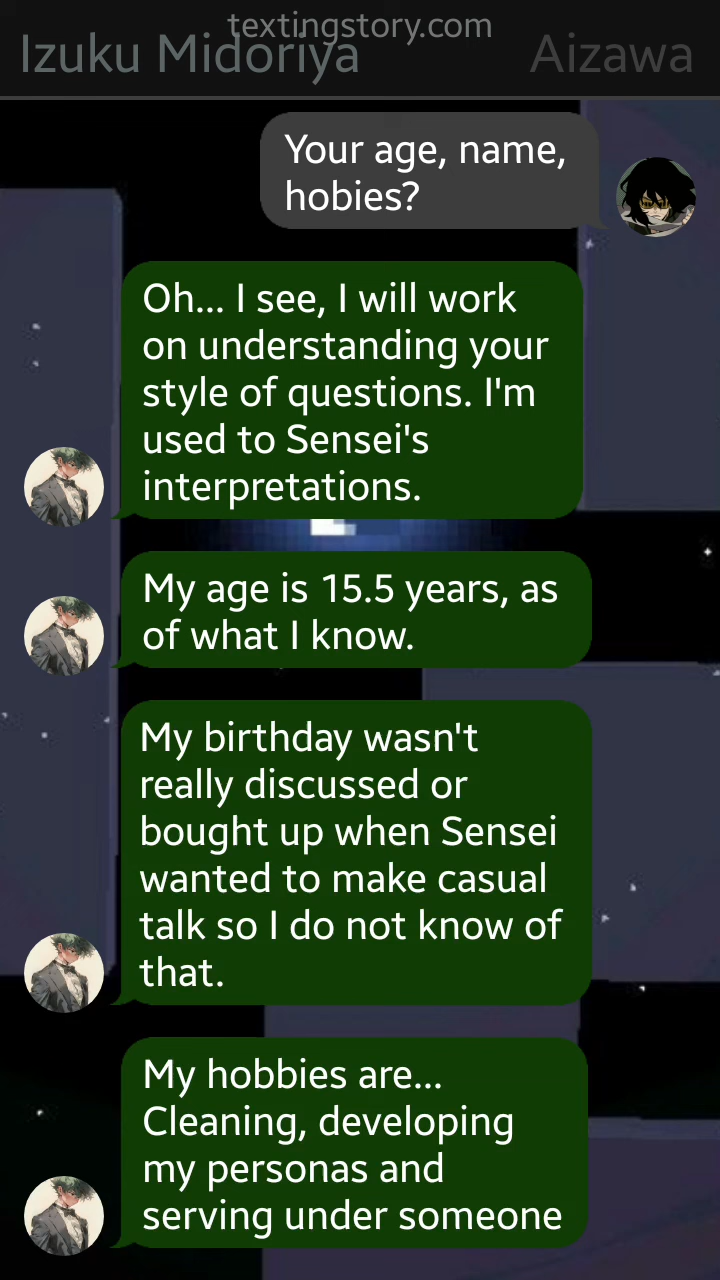 textingstory.com
Izuku Midoriya
Aizawa
Your age, name,
hobies?
Oh... I see, I will work
on understanding your
style of questions. I'm
used to Sensei's
interpretations.
My age is 15.5 years, as
of what I know.
My birthday wasn't
really discussed or
bought up when Sensei
wanted to make casual
talk so I do not know of
that.
My hobbies are...
Cleaning, developing
my personas and
serving under someone